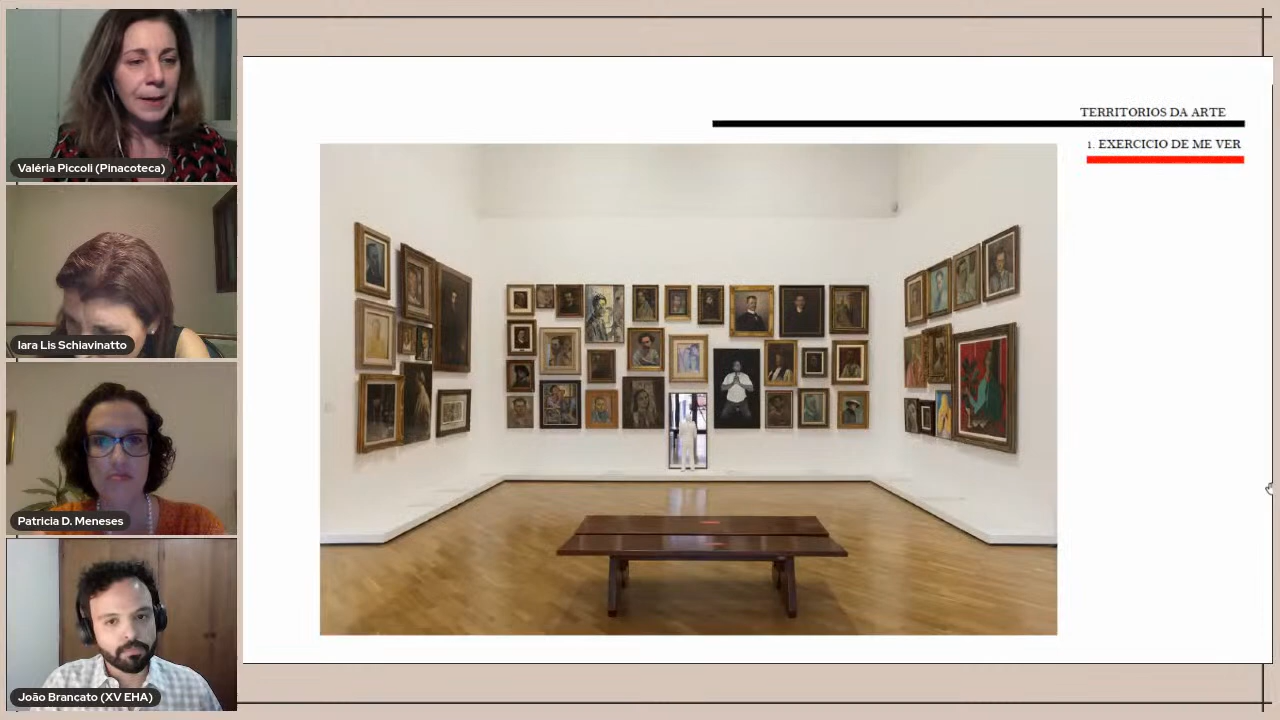 Valéria Piccoli (Pinacoteca)
Iara Lis Schiavinatto
Patricia D. Meneses
João Brancato (XV EHA)
TERRITORIOS DA ARTE
1. EXERCICIO DE ME VER